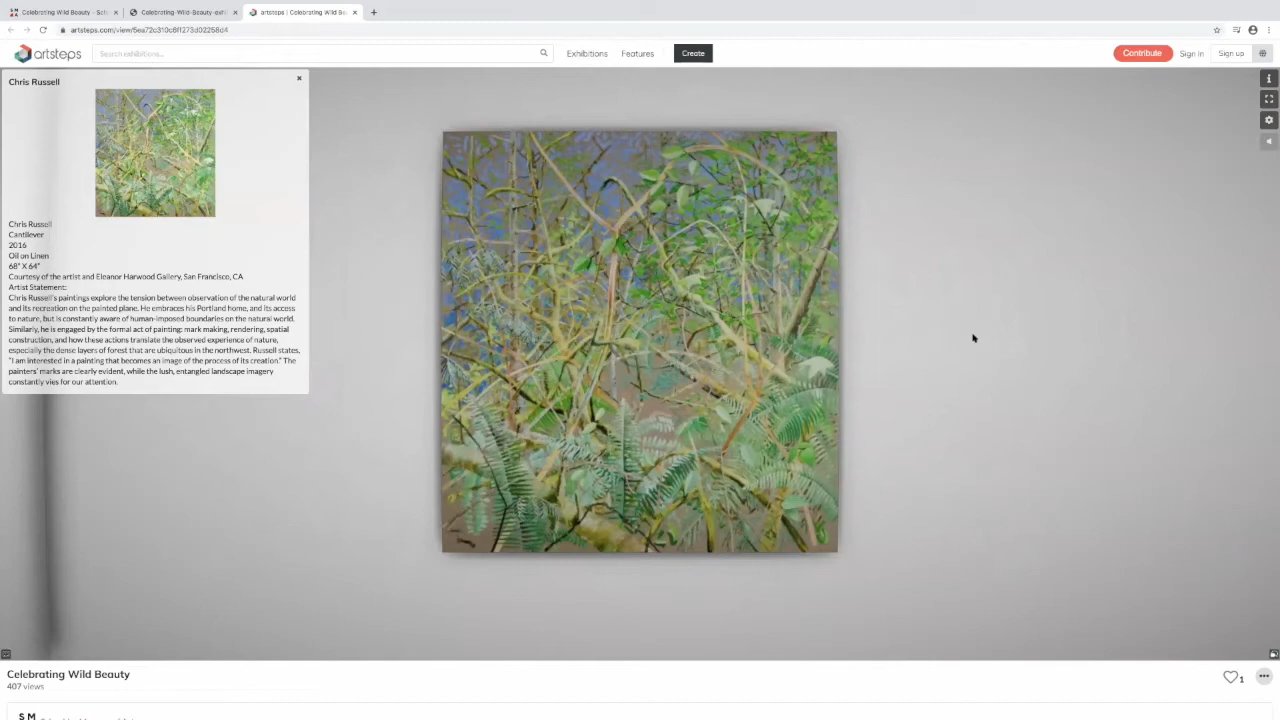 Celebrating Wild Beauty – Sch
Celebrating-Wild-Beauty-exhi
artsteps | Celebrating Wild Be
artsteps.com/view/5ea72c310c6f1273d02258d4
artsteps
Search exhibitions...
Exhibitions
Features
Create
Contribute
Sign in
Sign up
Chris Russell
Chris Russell
Cantilever
2016
Oil on Linen
68" X 64"
Courtesy of the artist and Eleanor Harwood Gallery, San Francisco, CA
Artist Statement:
Chris Russell's paintings explore the tension between observation of the natural world
and its recreation on the painted plane. He embraces his Portland home, and its access
to nature, but is constantly aware of human-imposed boundaries on the natural world.
Similarly, he is engaged by the formal act of painting: mark making, rendering, spatial
construction, and how these actions translate the observed experience of nature,
especially the dense layers of forest that are ubiquitous in the northwest. Russell states,
"I am interested in a painting that becomes an image of the process of its creation." The
painters' marks are clearly evident, while the lush, entangled landscape imagery
constantly vies for our attention.
Celebrating Wild Beauty
407 views
1
S M